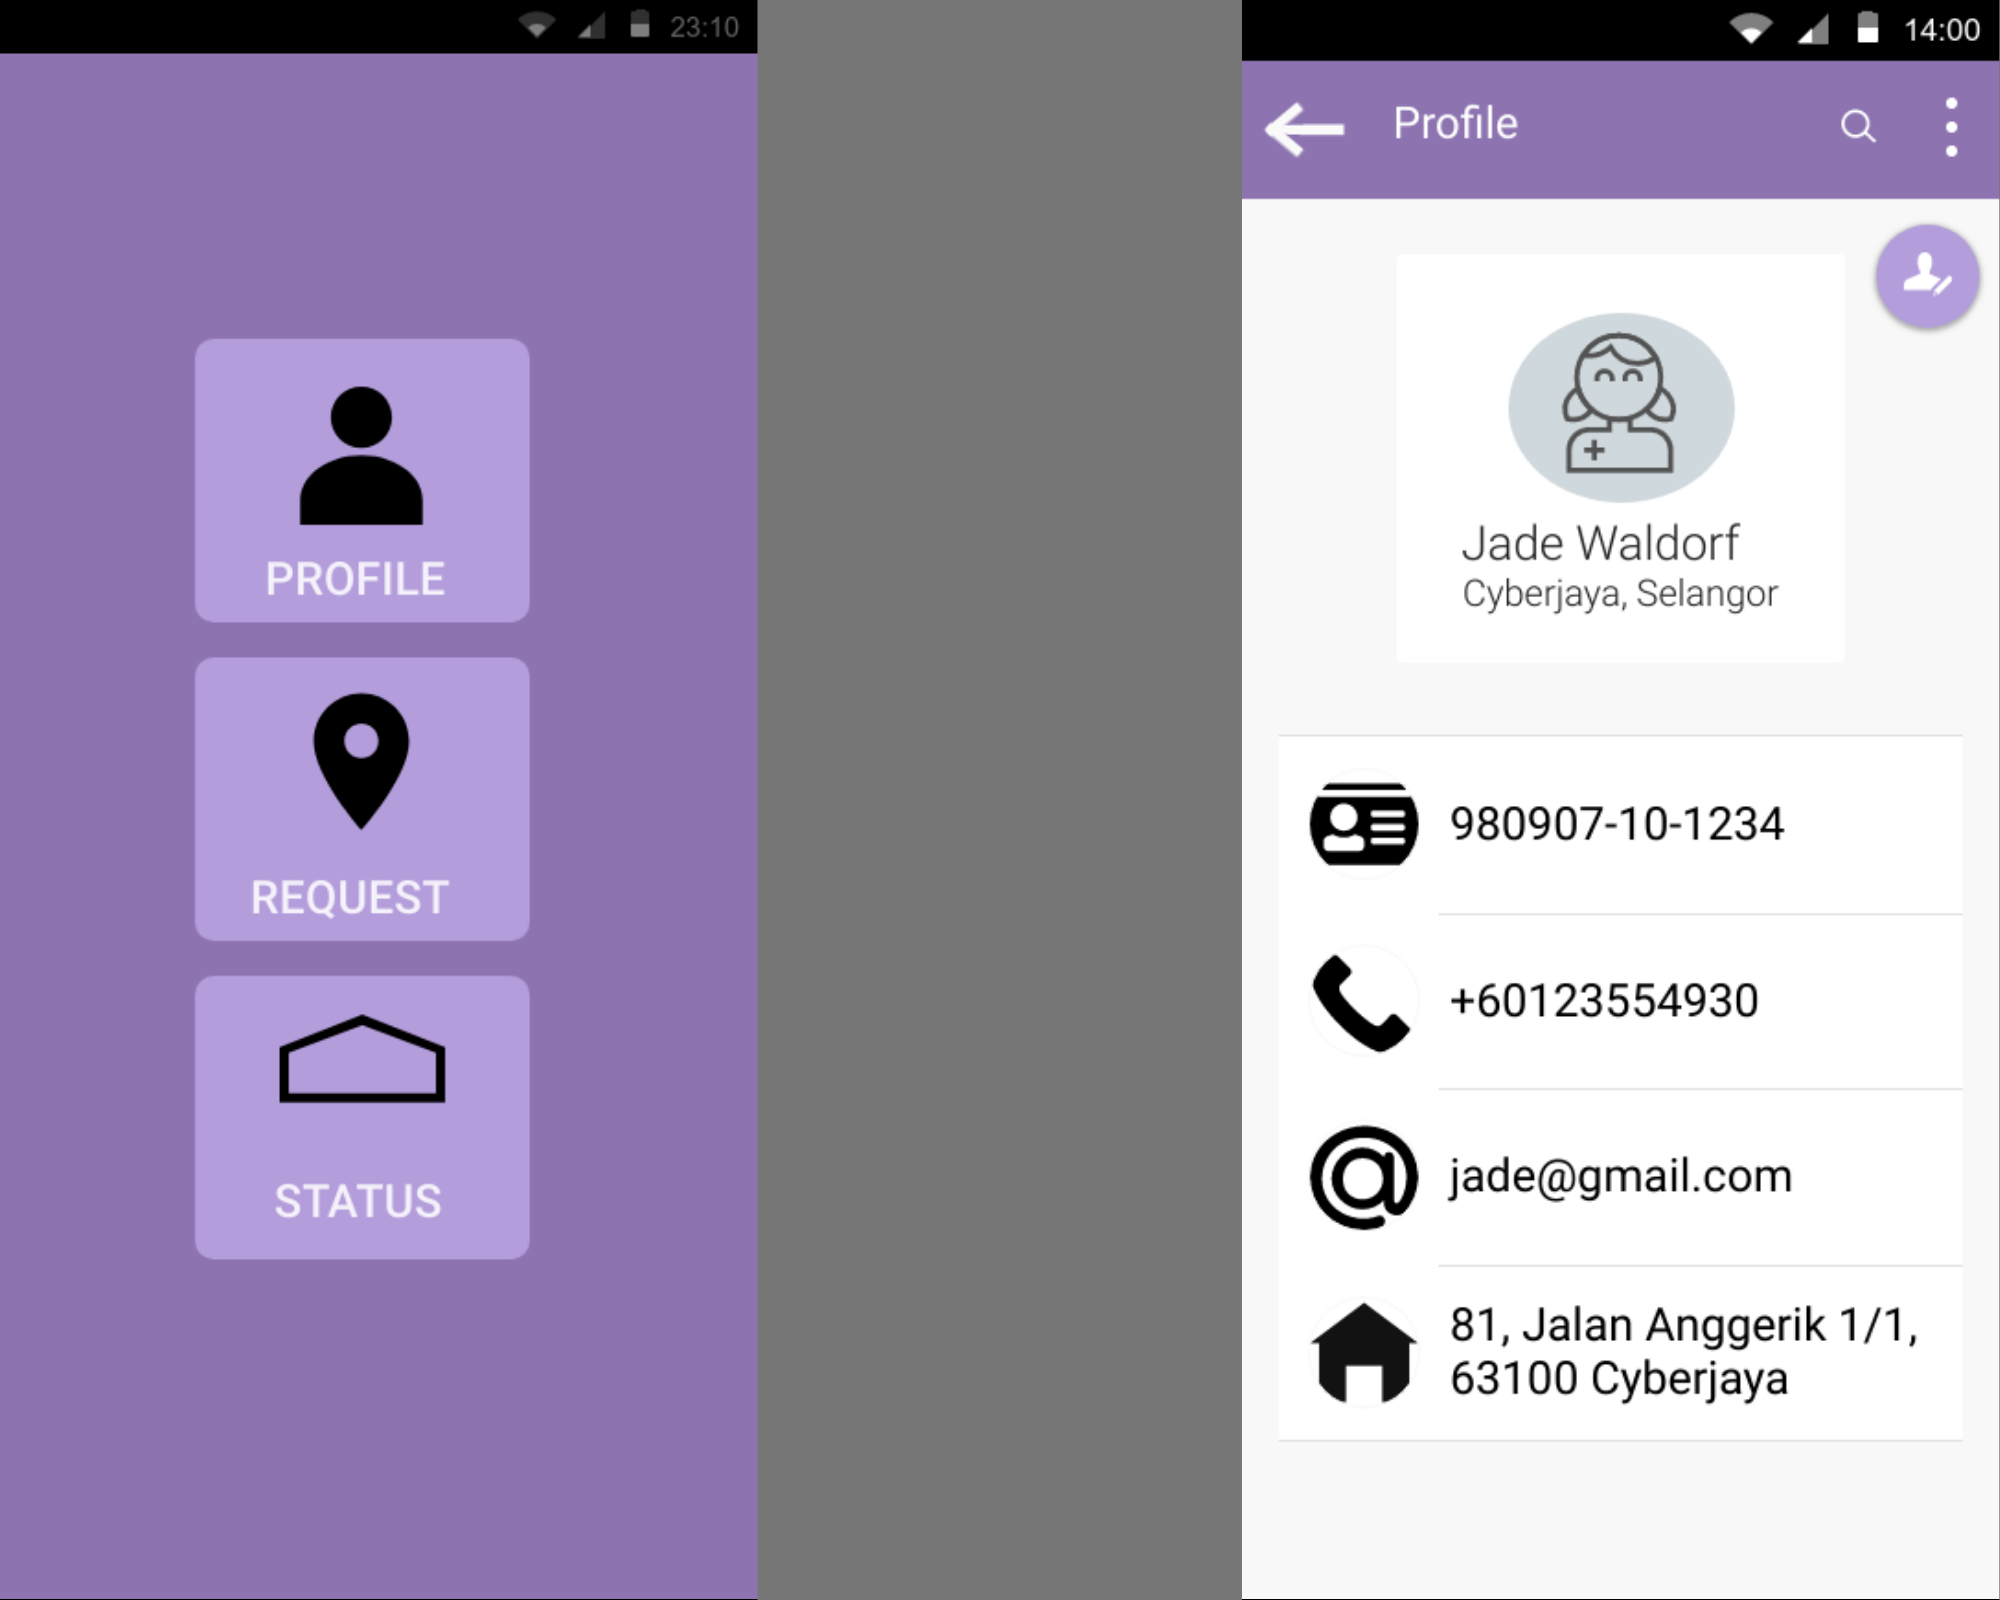 23:10
PROFILE
REQUEST
STATUS
14:00
Profile
Jade Waldorf
Cyberjaya, Selangor
980907-10-1234
+60123554930
jade@gmail.com
81, Jalan Anggerik 1/1,
63100 Cyberjaya